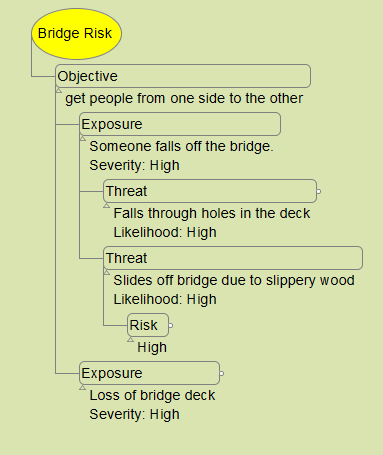 Bridge Risk
Objective
get people from one side to the other
Exposure
Someone falls off the bridge.
Severity: High
Threat
Falls through holes in the deck
Likelihood: High
Threat
Slides off bridge due to slippery wood
Likelihood: High
Risk
High
Exposure
Loss of bridge deck
Severity: High